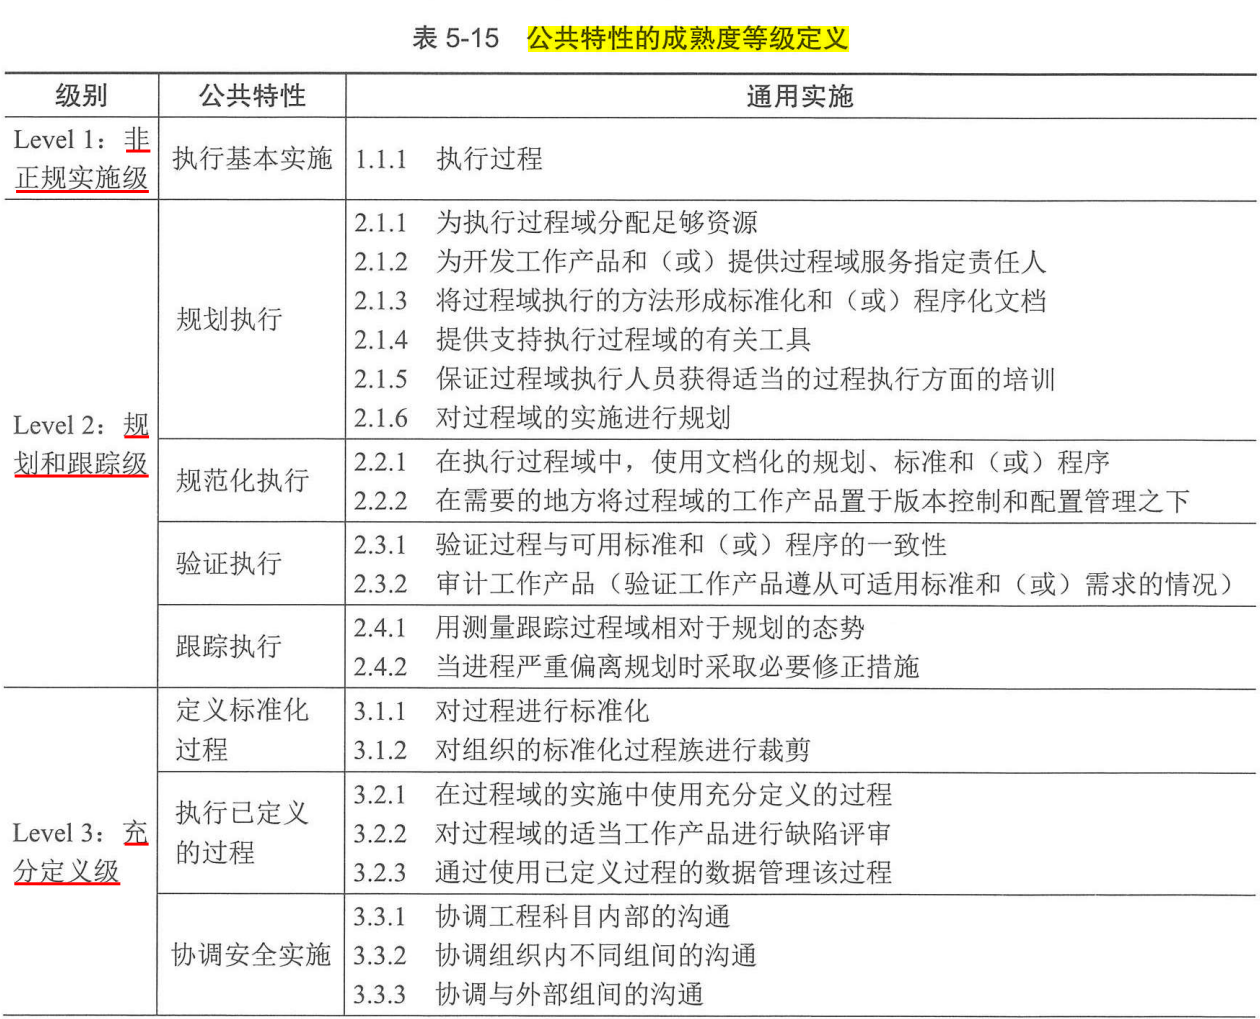 表 5-15 公共特性的成熟度等级定义
级别 公共特性 通用实施
Level 1：非
正规实施级
执行基本实施
1.1.1 执行过程
Level 2：规
划和跟踪级
规划执行
2.1.1 为执行过程域分配足够资源
2.1.2 为开发工作产品和（或）提供过程域服务指定责任人
2.1.3 将过程域执行的方法形成标准化和（或）程序化文档
2.1.4 提供支持执行过程域的有关工具
2.1.5 保证过程域执行人员获得适当的过程执行方面的培训
2.1.6 对过程域的实施进行规划
规范化执行
2.2.1 在执行过程域中，使用文档化的规划、标准和（或）程序
2.2.2 在需要的地方将过程域的工作产品置于版本控制和配置管理之下
验证执行
2.3.1 验证过程与可用标准和（或）程序的一致性
2.3.2 审计工作产品（验证工作产品遵从可适用标准和（或）需求的情况）
跟踪执行
2.4.1 用测量跟踪过程域相对于规划的态势
2.4.2 当进程严重偏离规划时采取必要修正措施
Level 3：充
分定义级
定义标准化
过程
3.1.1 对过程进行标准化
3.1.2 对组织的标准化过程族进行裁剪
执行已定义
的过程
3.2.1 在过程域的实施中使用充分定义的过程
3.2.2 对过程域的适当工作产品进行缺陷评审
3.2.3 通过使用已定义过程的数据管理该过程
协调安全实施
3.3.1 协调工程科目内部的沟通
3.3.2 协调组织内不同组间的沟通
3.3.3 协调与外部组间的沟通